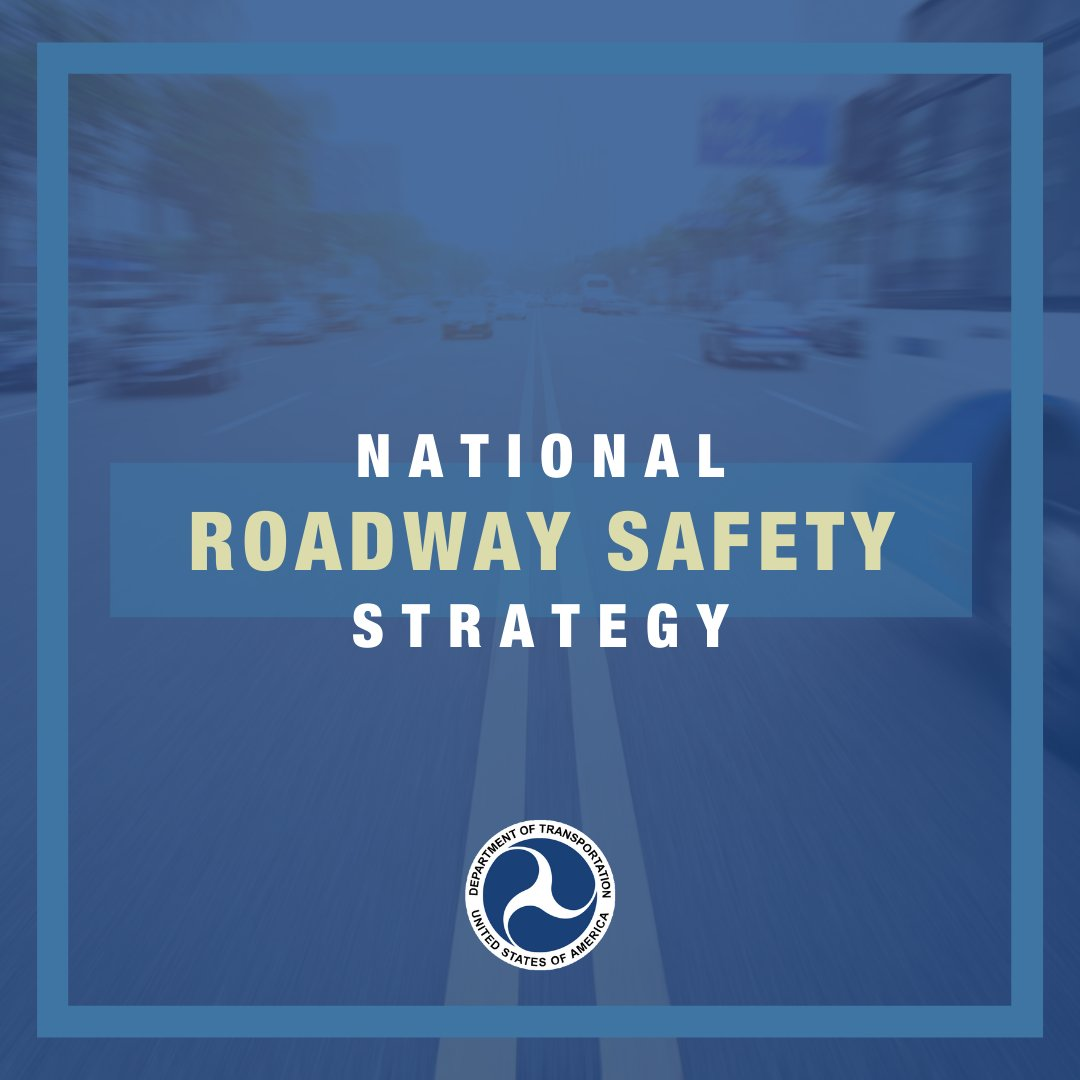 NATIONAL
ROADWAY SAFETY
STRATEGY
DEPARTMENT OF TRANSPORTATION
UNITED STATES OF AMERICA